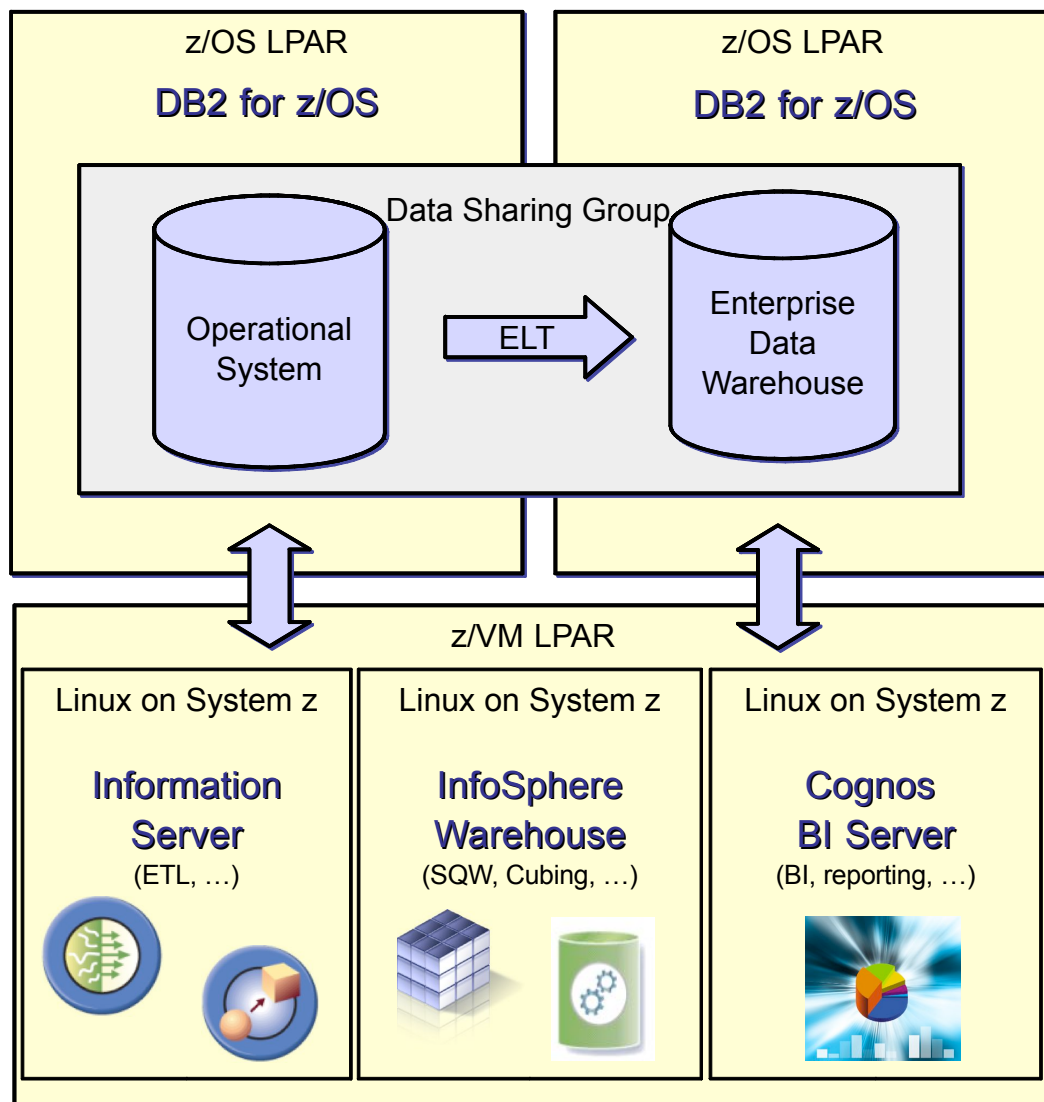 z/OS LPAR
DB2 for z/OS
z/OS LPAR
DB2 for z/OS
Data Sharing Group
Operational
System
ELT
Enterprise
Data
Warehouse
z/VM LPAR
Linux on System z
Information
Server
(ETL, …)
Linux on System z
InfoSphere
Warehouse
(SQW, Cubing, …)
Linux on System z
Cognos
BI Server
(BI, reporting, …)